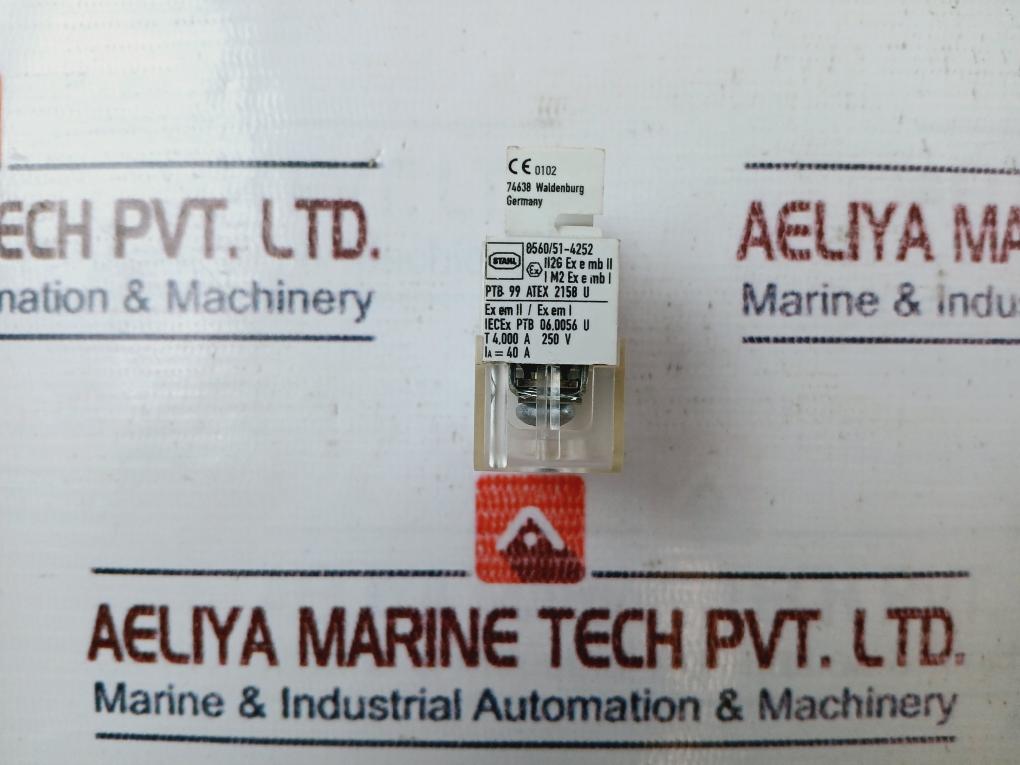 CE 0102
74638 Waldenburg
Germany
STAHL
8560/51-4252
Ex
II2G Ex e mb II
I M2 Ex e mb I
PTB 99 ATEX 2158 U
Ex em II / Ex em I
IECEx PTB 06.0056 U
T 4,000 A 250 V
IA = 40 A
ECH PVT. LTD.
mation & Machinery
AELIYA MA
Marine & Indus
AELIYA MARINE TECH PVT. LTD.
Marine & Industrial Automation & Machinery